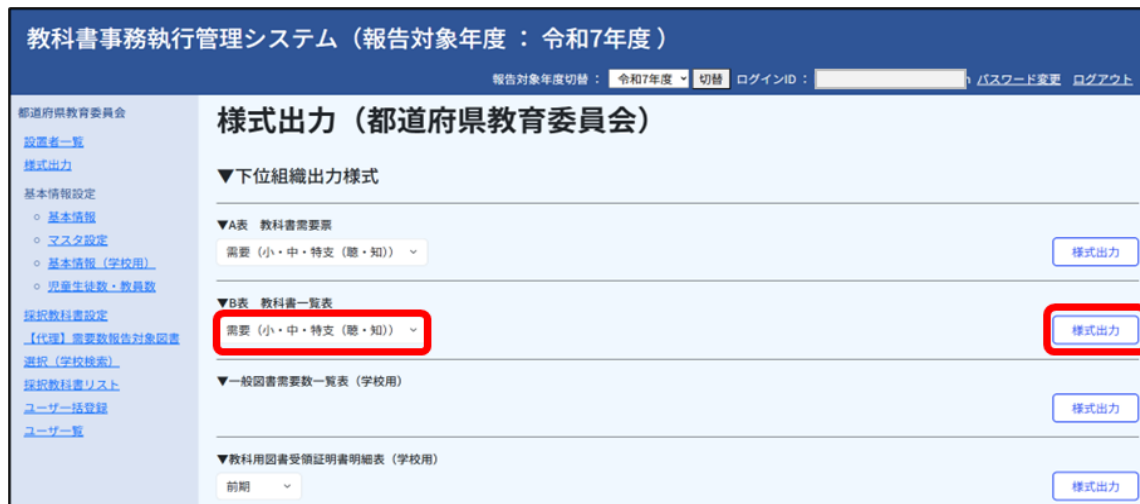 教科書事務執行管理システム（報告対象年度 ： 令和7年度 ）
報告対象年度切替 ： 令和7年度 切替 ログインID ： パスワード変更 ログアウト
都道府県教育委員会
設置者一覧
様式出力
基本情報設定
基本情報
マスタ設定
基本情報（学校用）
児童生徒数・教員数
採択教科書設定
【代理】需要数報告対象図書
選択（学校検索）
採択教科書リスト
ユーザ一括登録
ユーザ一覧
様式出力（都道府県教育委員会）
▼下位組織出力様式
▼A表 教科書需要票
需要（小・中・特支（聴・知）） 様式出力
▼B表 教科書一覧表
需要（小・中・特支（聴・知）） 様式出力
▼一般図書需要数一覧表（学校用）
様式出力
▼教科用図書受領証明書明細表（学校用）
前期 様式出力